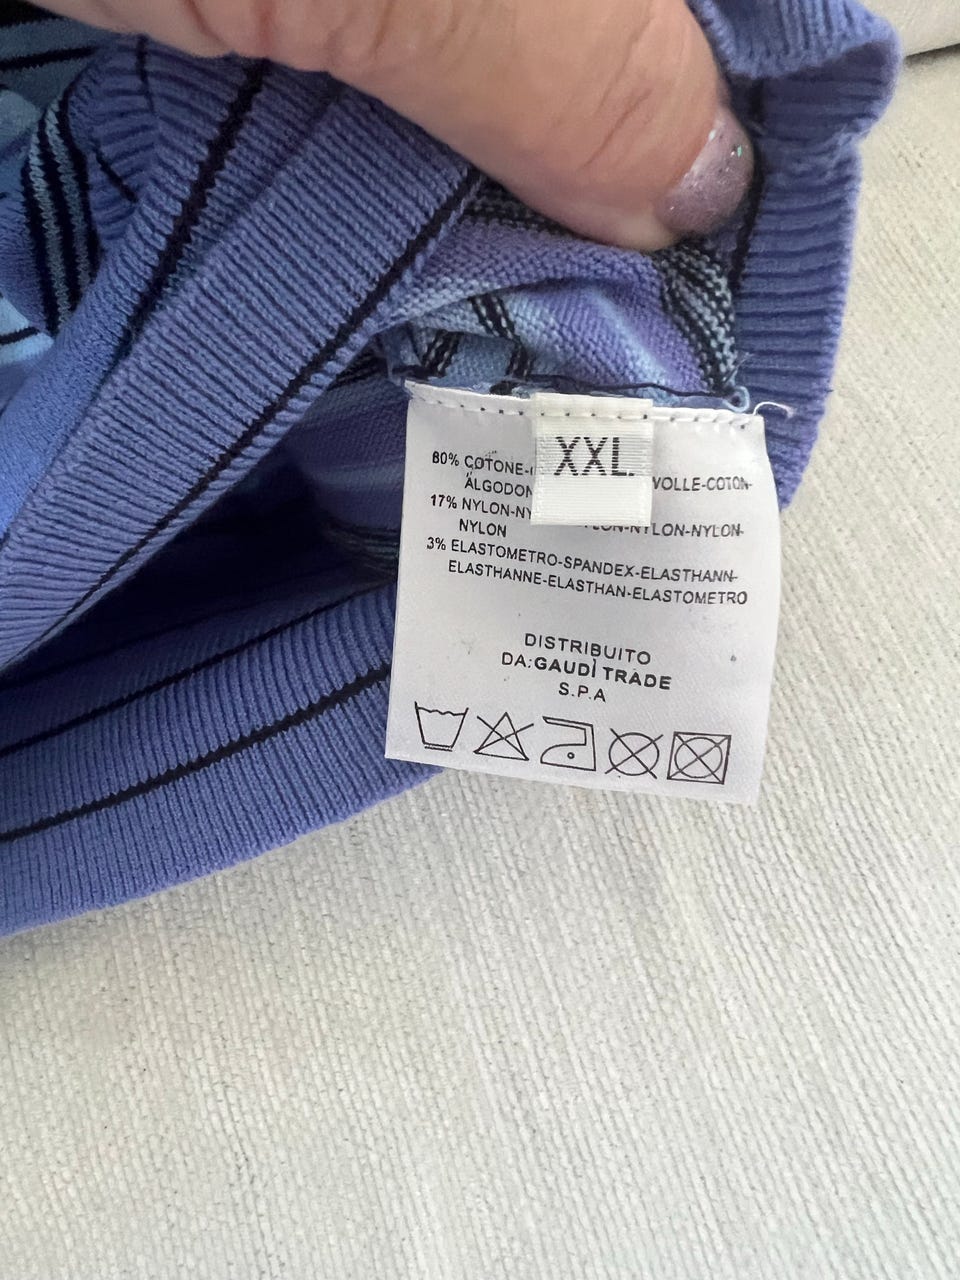 XXL
80% COTONE- VOLLE-COTON-
ALGODON
17% NYLON-NY LON-NYLON-NYLON-
NYLON
3% ELASTOMETRO-SPANDEX-ELASTHANN-
ELASTHANNE-ELASTHAN-ELASTOMETRO
DISTRIBUITO
DA:GAUDÌ TRADE
S.P.A